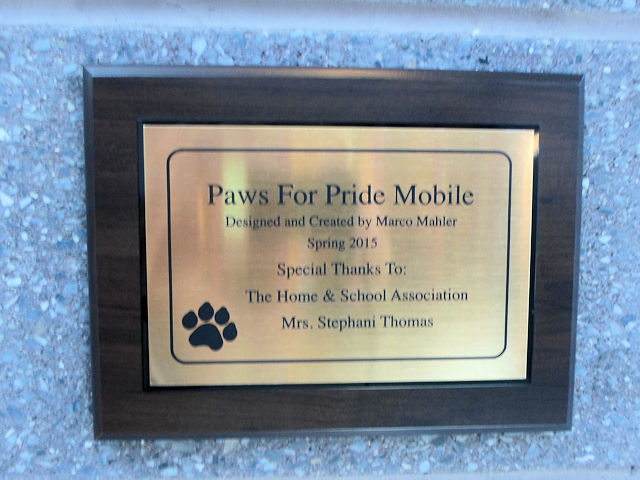 Paws For Pride Mobile
Designed and Created by Marco Mahler
Spring 2015
Special Thanks To:
The Home & School Association
Mrs. Stephani Thomas